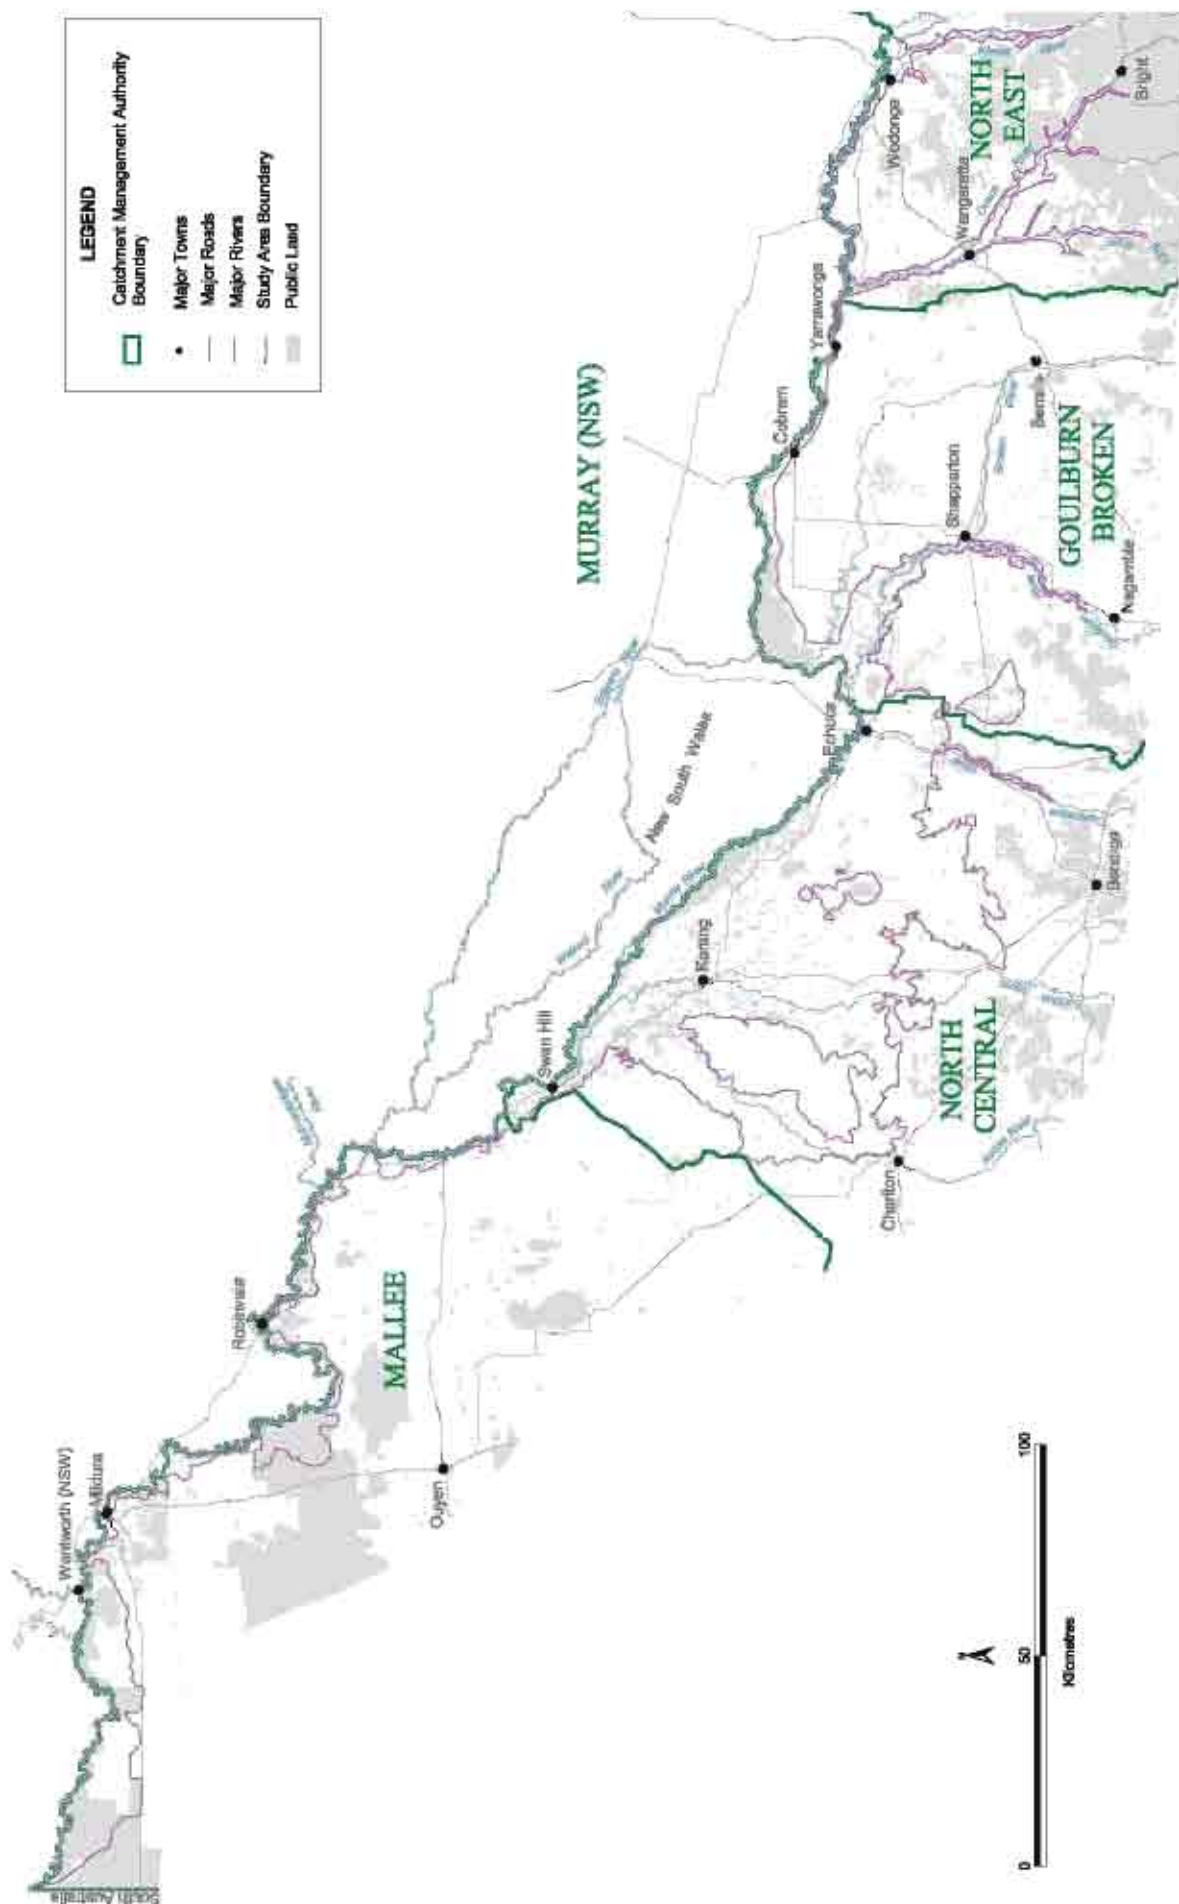 LEGEND
Catchment Management Authority
Boundary
Major Towns
Major Roads
Major Rivers
Study Area Boundary
Public Land
MURRAY (NSW)
NORTH
EAST
GOULBURN
BROKEN
NORTH
CENTRAL
MALLEE
Wentworth (NSW)
Mildura
Robinvale
Ouyen
Swan Hill
New South Wales
Murray River
Kerang
Charlton
Echuca
Bendigo
Cobram
Yarrawonga
Shepparton
Nagambie
Benalla
Wangaratta
Wodonga
Bright
South Australia
0
50
100
Kilometres